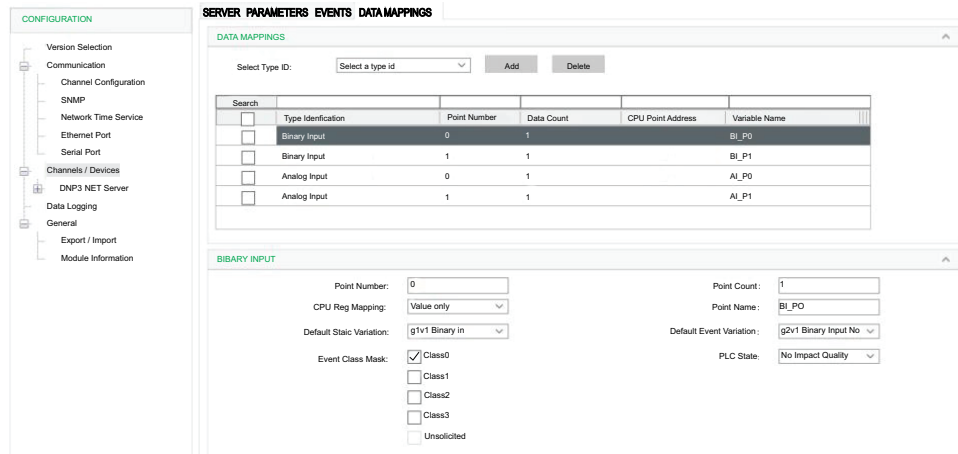 CONFIGURATION
Version Selection
Communication
Channel Configuration
SNMP
Network Time Service
Ethernet Port
Serial Port
Channels / Devices
DNP3 NET Server
Data Logging
General
Export / Import
Module Information
SERVER PARAMETERS EVENTS DATA MAPPINGS
DATA MAPPINGS
Select Type ID: Select a type id Add Delete
Search
Type Idenfication Point Number Data Count CPU Point Address Variable Name
Binary Input 0 1 BI_P0
Binary Input 1 1 BI_P1
Analog Input 0 1 AI_P0
Analog Input 1 1 AI_P1
BIBARY INPUT
Point Number: 0 Point Count: 1
CPU Reg Mapping: Value only Point Name: BI_PO
Default Staic Variation: g1v1 Binary in Default Event Variation: g2v1 Binary Input No
Event Class Mask: Class0 PLC State: No Impact Quality
Class1
Class2
Class3
Unsolicited